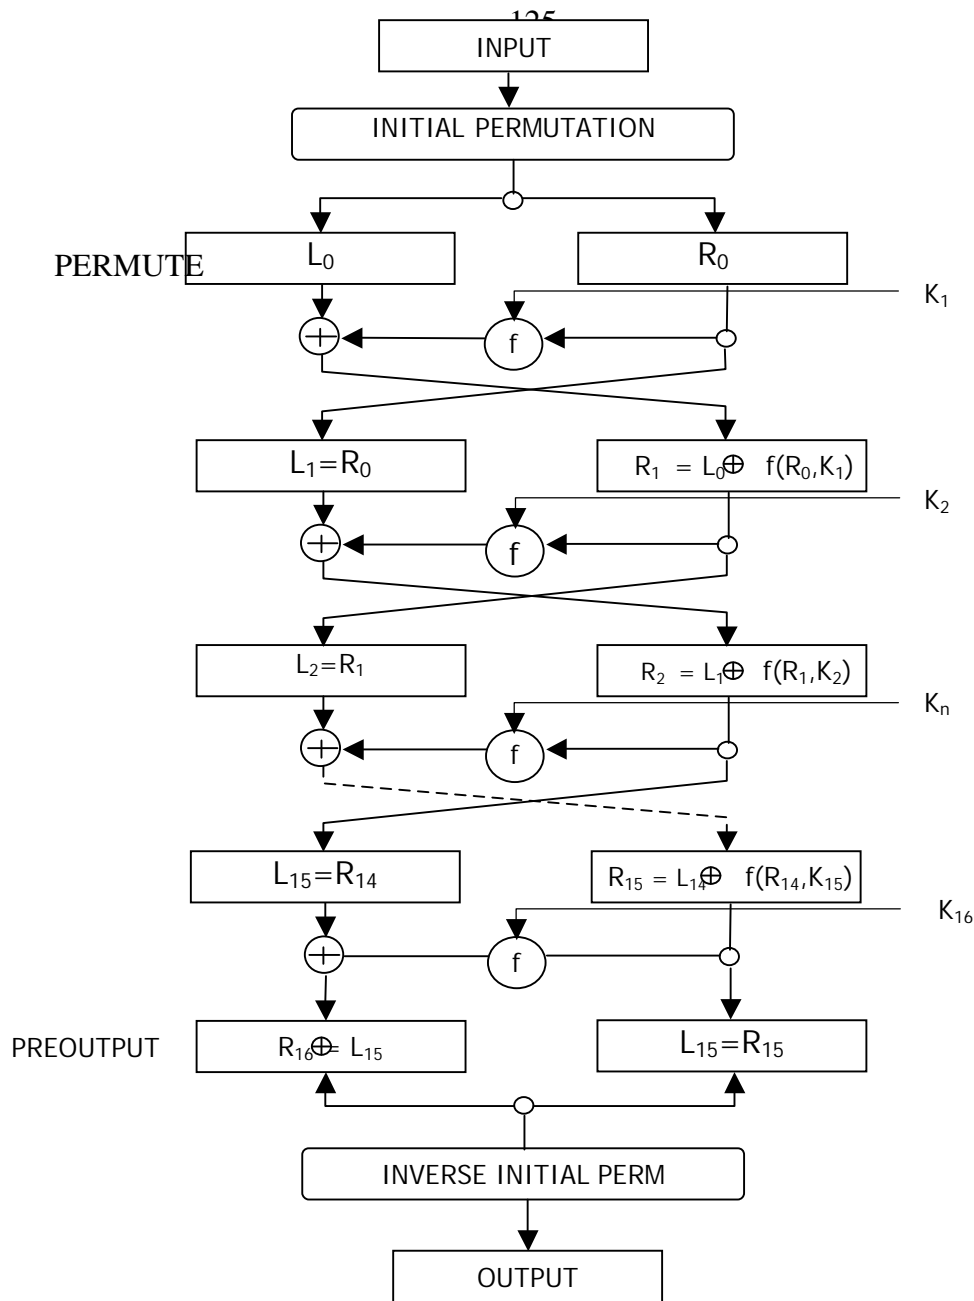 125
INPUT
INITIAL PERMUTATION
PERMUTE
L₀
R₀
K₁
f
L₁=R₀
R₁ = L₀⊕ f(R₀,K₁)
K₂
f
L₂=R₁
R₂ = L₁⊕ f(R₁,K₂)
Kₙ
f
L₁₅=R₁₄
R₁₅ = L₁₄⊕ f(R₁₄,K₁₅)
K₁₆
f
PREOUTPUT
R₁₆⊕= L₁₅
L₁₅=R₁₅
INVERSE INITIAL PERM
OUTPUT